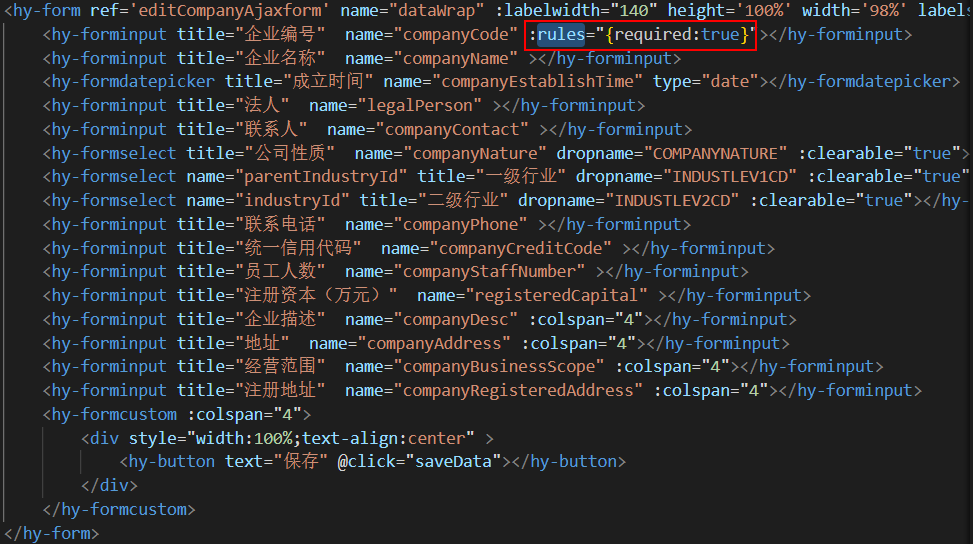 <hy-form ref='editCompanyAjaxform' name="dataWrap" :labelwidth="140" height='100%' width='98%' label
<hy-forminput title="企业编号" name="companyCode" :rules="{required:true}"></hy-forminput>
<hy-forminput title="企业名称" name="companyName" ></hy-forminput>
<hy-formdatepicker title="成立时间" name="companyEstablishTime" type="date"></hy-formdatepicker>
<hy-forminput title="法人" name="legalPerson" ></hy-forminput>
<hy-forminput title="联系人" name="companyContact" ></hy-forminput>
<hy-formselect title="公司性质" name="companyNature" dropname="COMPANYNATURE" :clearable="true">
<hy-formselect name="parentIndustryId" title="一级行业" dropname="INDUSTLEV1CD" :clearable="true"
<hy-formselect name="industryId" title="二级行业" dropname="INDUSTLEV2CD" :clearable="true"></hy-
<hy-forminput title="联系电话" name="companyPhone" ></hy-forminput>
<hy-forminput title="统一信用代码" name="companyCreditCode" ></hy-forminput>
<hy-forminput title="员工人数" name="companyStaffNumber" ></hy-forminput>
<hy-forminput title="注册资本（万元）" name="registeredCapital" ></hy-forminput>
<hy-forminput title="企业描述" name="companyDesc" :colspan="4"></hy-forminput>
<hy-forminput title="地址" name="companyAddress" :colspan="4"></hy-forminput>
<hy-forminput title="经营范围" name="companyBusinessScope" :colspan="4"></hy-forminput>
<hy-forminput title="注册地址" name="companyRegisteredAddress" :colspan="4"></hy-forminput>
<hy-formcustom :colspan="4">
<div style="width:100%;text-align:center" >
<hy-button text="保存" @click="saveData"></hy-button>
</div>
</hy-formcustom>
</hy-form>